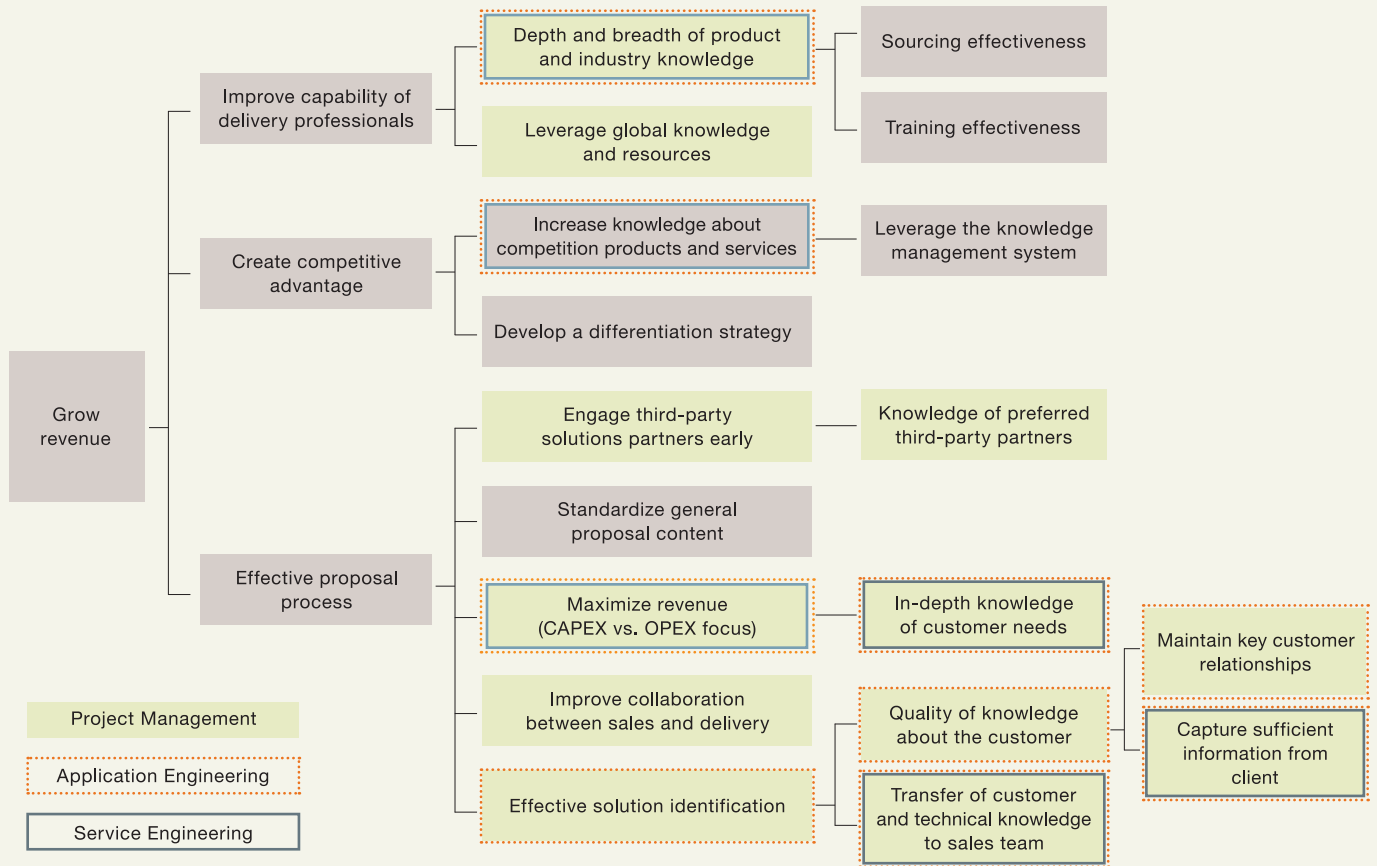 Depth and breadth of product
and industry knowledge
Sourcing effectiveness
Improve capability of
delivery professionals
Leverage global knowledge
and resources
Training effectiveness
Increase knowledge about
competition products and services
Leverage the knowledge
management system
Create competitive
advantage
Develop a differentiation strategy
Grow
revenue
Engage third-party
solutions partners early
Knowledge of preferred
third-party partners
Standardize general
proposal content
Effective proposal
process
Maximize revenue
(CAPEX vs. OPEX focus)
In-depth knowledge
of customer needs
Maintain key customer
relationships
Improve collaboration
between sales and delivery
Quality of knowledge
about the customer
Capture sufficient
information from
client
Effective solution identification
Transfer of customer
and technical knowledge
to sales team
Project Management
Application Engineering
Service Engineering